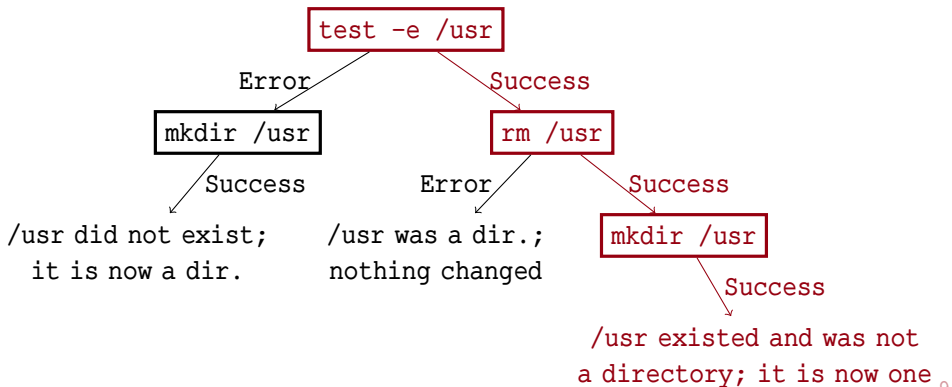 test -e /usr
Error
Success
mkdir /usr
rm /usr
Success
Error
Success
/usr did not exist;
it is now a dir.
/usr was a dir.;
nothing changed
mkdir /usr
Success
/usr existed and was not
a directory; it is now one